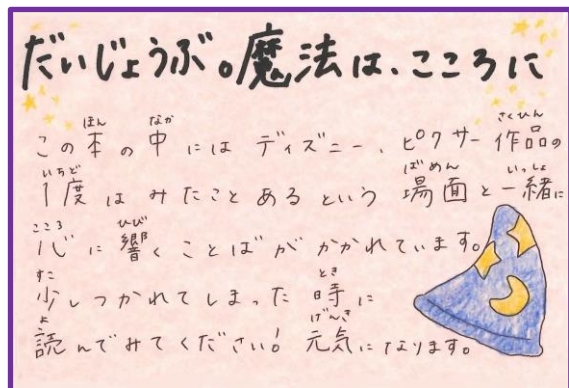 だいじょうぶ。魔法は、こころに
この本の中にはディズニー、ピクサー作品の
1度はみたことあるという場面と一緒に
心に響くことばがかかれています。
少しつかれてしまった時に
読んでみてください!元気になります。